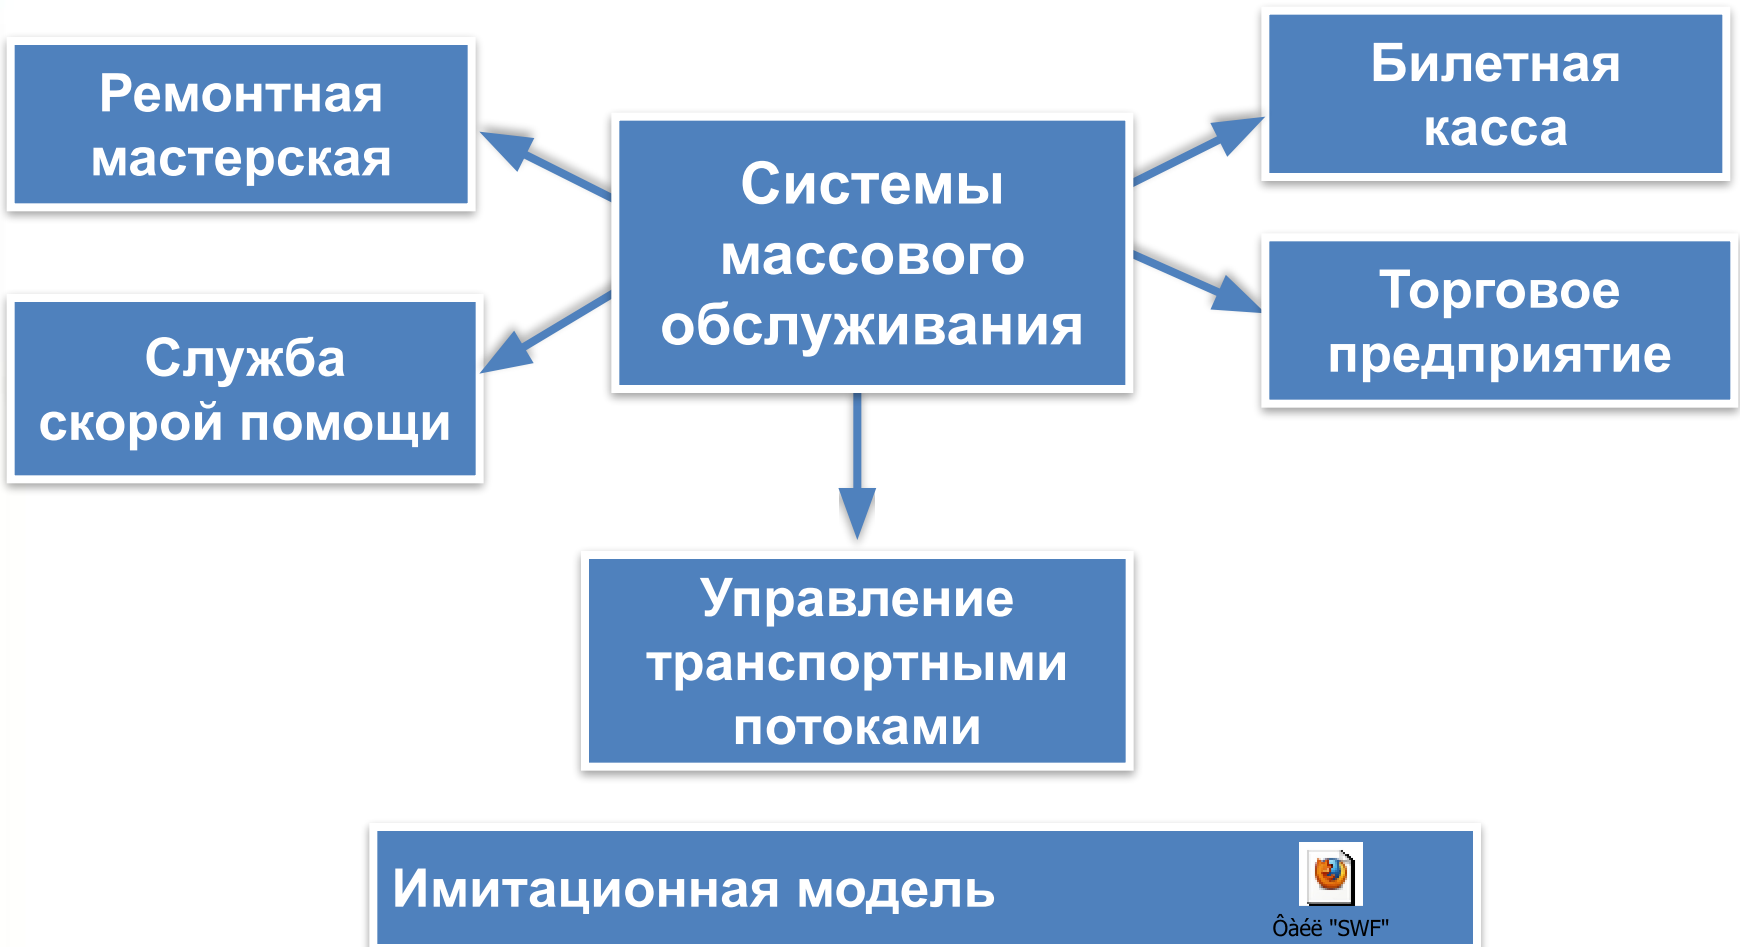 Ремонтная
мастерская
Билетная
касса
Системы
массового
обслуживания
Торговое
предприятие
Служба
скорой помощи
Управление
транспортными
потоками
Имитационная модель
Ôàéë "SWF"